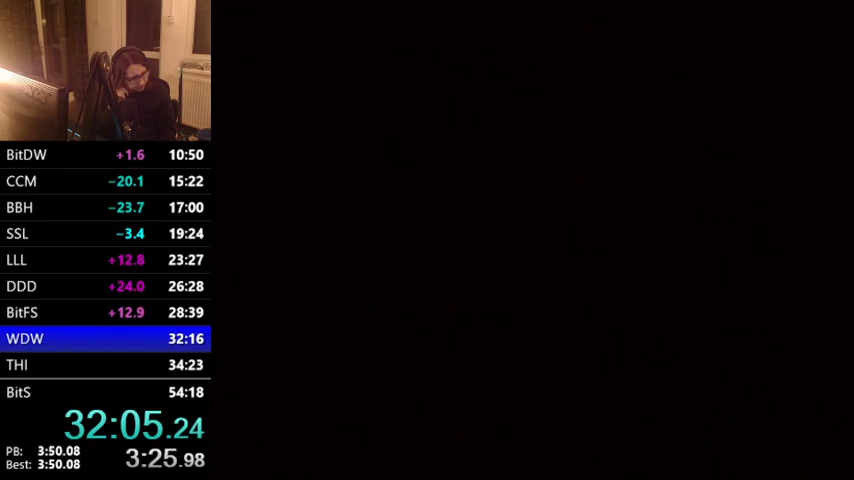 BitDW +1.6 10:50
CCM −20.1 15:22
BBH −23.7 17:00
SSL −3.4 19:24
LLL +12.8 23:27
DDD +24.0 26:28
BitFS +12.9 28:39
WDW 32:16
THI 34:23
BitS 54:18
32:05.24
PB: 3:50.08
Best: 3:50.08
3:25.98